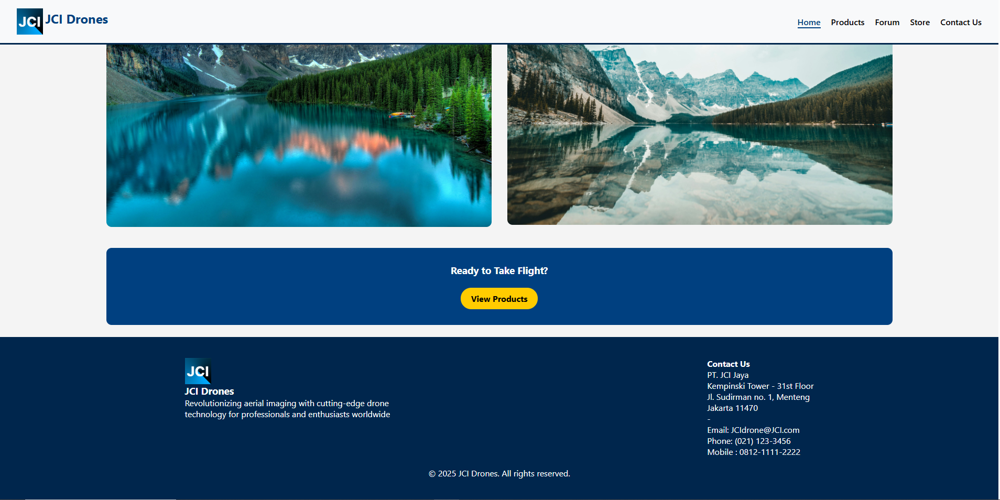 JCI JCI Drones
Home Products Forum Store Contact Us
Ready to Take Flight?
View Products
JCI
JCI Drones
Revolutionizing aerial imaging with cutting-edge drone
technology for professionals and enthusiasts worldwide
Contact Us
PT. JCI Jaya
Kempinski Tower - 31st Floor
Jl. Sudirman no. 1, Menteng
Jakarta 11470
-
Email: JCIdrone@JCI.com
Phone: (021) 123-3456
Mobile : 0812-1111-2222
© 2025 JCI Drones. All rights reserved.